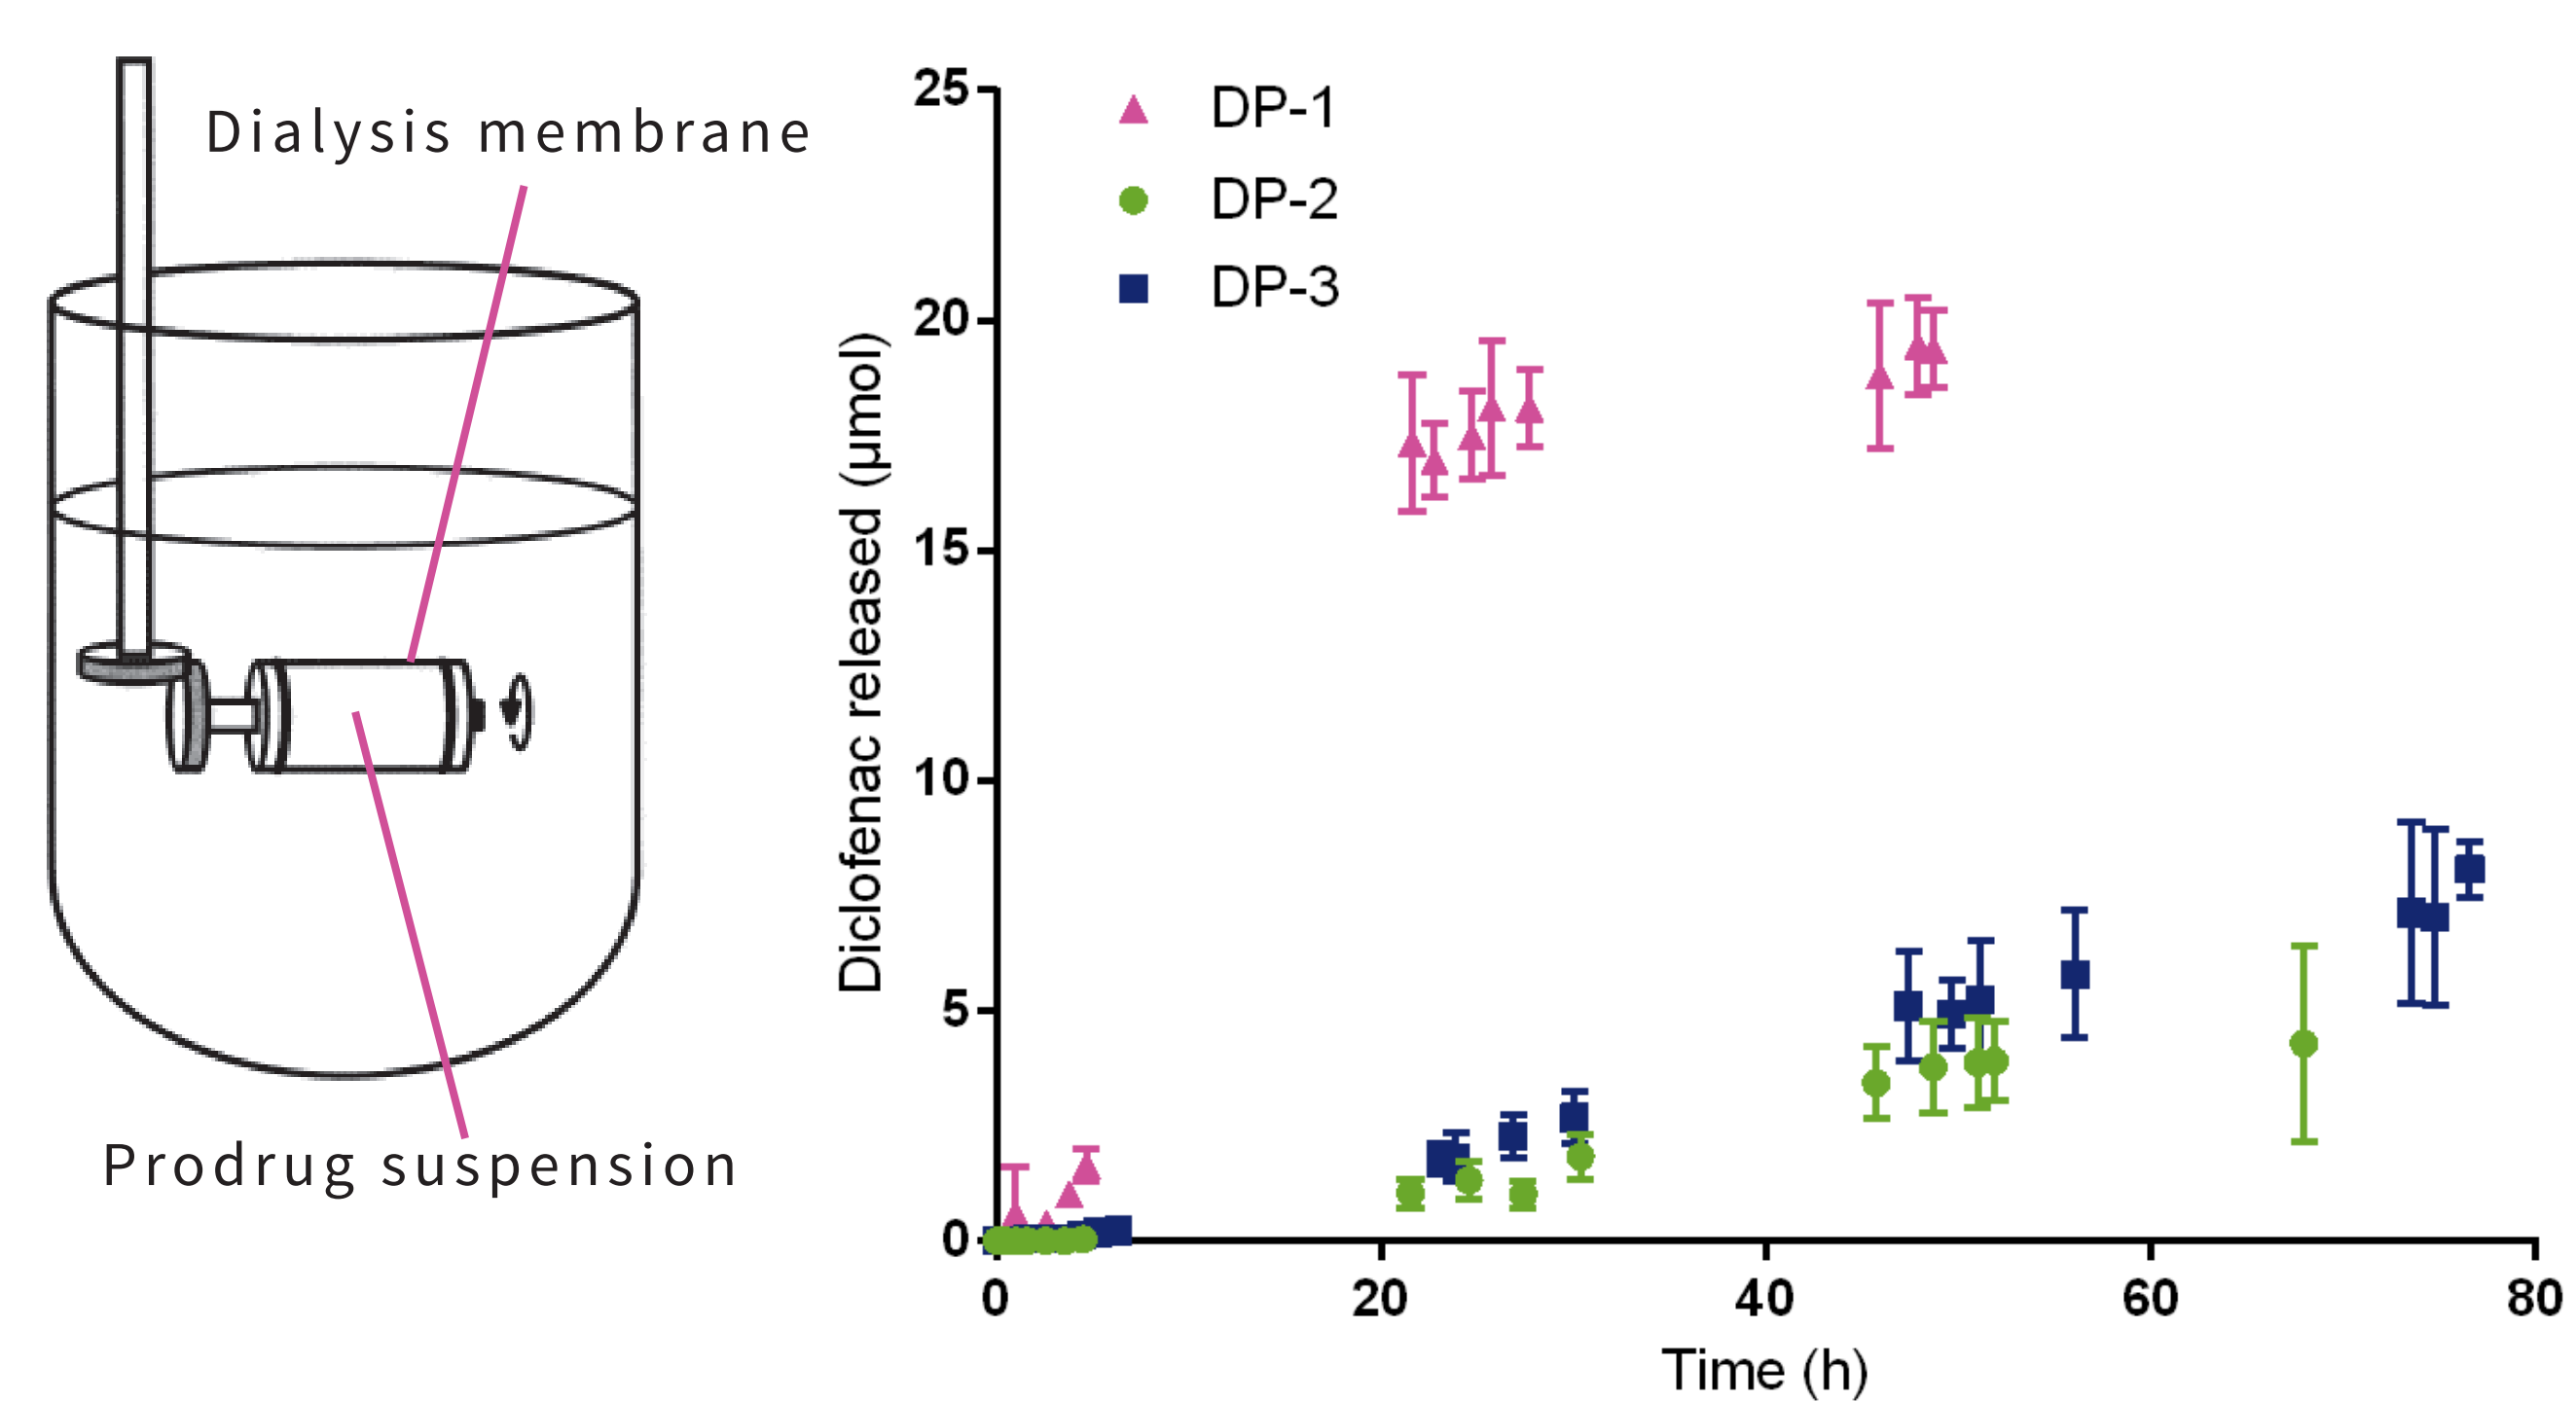 Dialysis membrane
Prodrug suspension
DP-1
DP-2
DP-3
Diclofenac released (µmol)
25
20
15
10
5
0
0 20 40 60 80
Time (h)